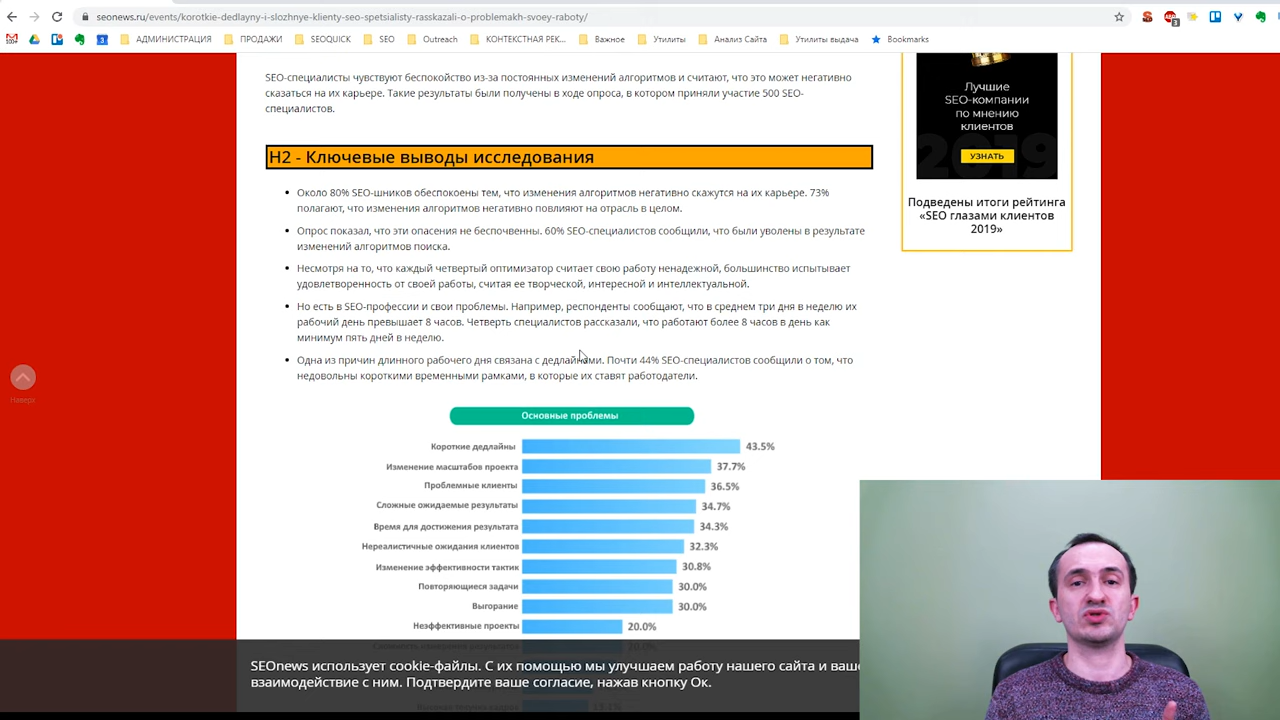 seonews.ru/events/korotkie-dedlayny-i-slozhnye-klienty-seo-spetsialisty-rasskazali-o-problemakh-svoey-raboty/
АДМИНИСТРАЦИЯ ПРОДАЖИ SEOQUICK SEO Outreach КОНТЕКСТНАЯ РЕК... Важное Утилиты Анализ Сайта Утилиты выдача Bookmarks
SEO-специалисты чувствуют беспокойство из-за постоянных изменений алгоритмов и считают, что это может негативно
сказаться на их карьере. Такие результаты были получены в ходе опроса, в котором приняли участие 500 SEO-
специалистов.
H2 - Ключевые выводы исследования
Около 80% SEO-шников обеспокоены тем, что изменения алгоритмов негативно скажутся на их карьере. 73%
полагают, что изменения алгоритмов негативно повлияют на отрасль в целом.
Опрос показал, что эти опасения не беспочвенны. 60% SEO-специалистов сообщили, что были уволены в результате
изменений алгоритмов поиска.
Несмотря на то, что каждый четвертый оптимизатор считает свою работу ненадежной, большинство испытывает
удовлетворенность от своей работы, считая ее творческой, интересной и интеллектуальной.
Но есть в SEO-профессии и свои проблемы. Например, респонденты сообщают, что в среднем три дня в неделю их
рабочий день превышает 8 часов. Четверть специалистов рассказали, что работают более 8 часов в день как
минимум пять дней в неделю.
Одна из причин длинного рабочего дня связана с дедлайнами. Почти 44% SEO-специалистов сообщили о том, что
недовольны короткими временными рамками, в которые их ставят работодатели.
Основные проблемы
Короткие дедлайны 43.5%
Изменение масштабов проекта 37.7%
Проблемные клиенты 36.5%
Сложные ожидаемые результаты 34.7%
Время для достижения результата 34.3%
Нереалистичные ожидания клиентов 32.3%
Изменение эффективности тактик 30.8%
Повторяющиеся задачи 30.0%
Выгорание 30.0%
Неэффективные проекты 20.0%
SEOnews использует cookie-файлы. С их помощью мы улучшаем работу нашего сайта и ваше
взаимодействие с ним. Подтвердите ваше согласие, нажав кнопку Ок.
Наверх
Лучшие
SEO-компании
по мнению
клиентов
2019
УЗНАТЬ
Подведены итоги рейтинга
«SEO глазами клиентов
2019»